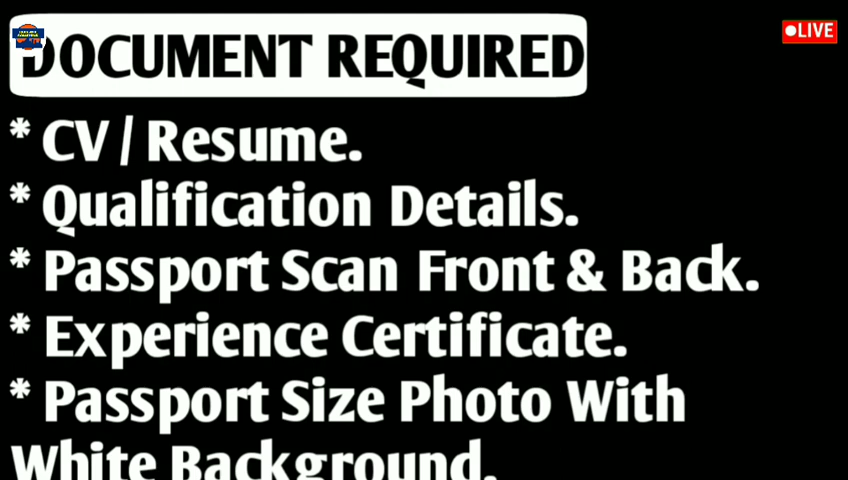 DOCUMENT REQUIRED
LIVE
* CV / Resume.
* Qualification Details.
* Passport Scan Front & Back.
* Experience Certificate.
* Passport Size Photo With
White Background.